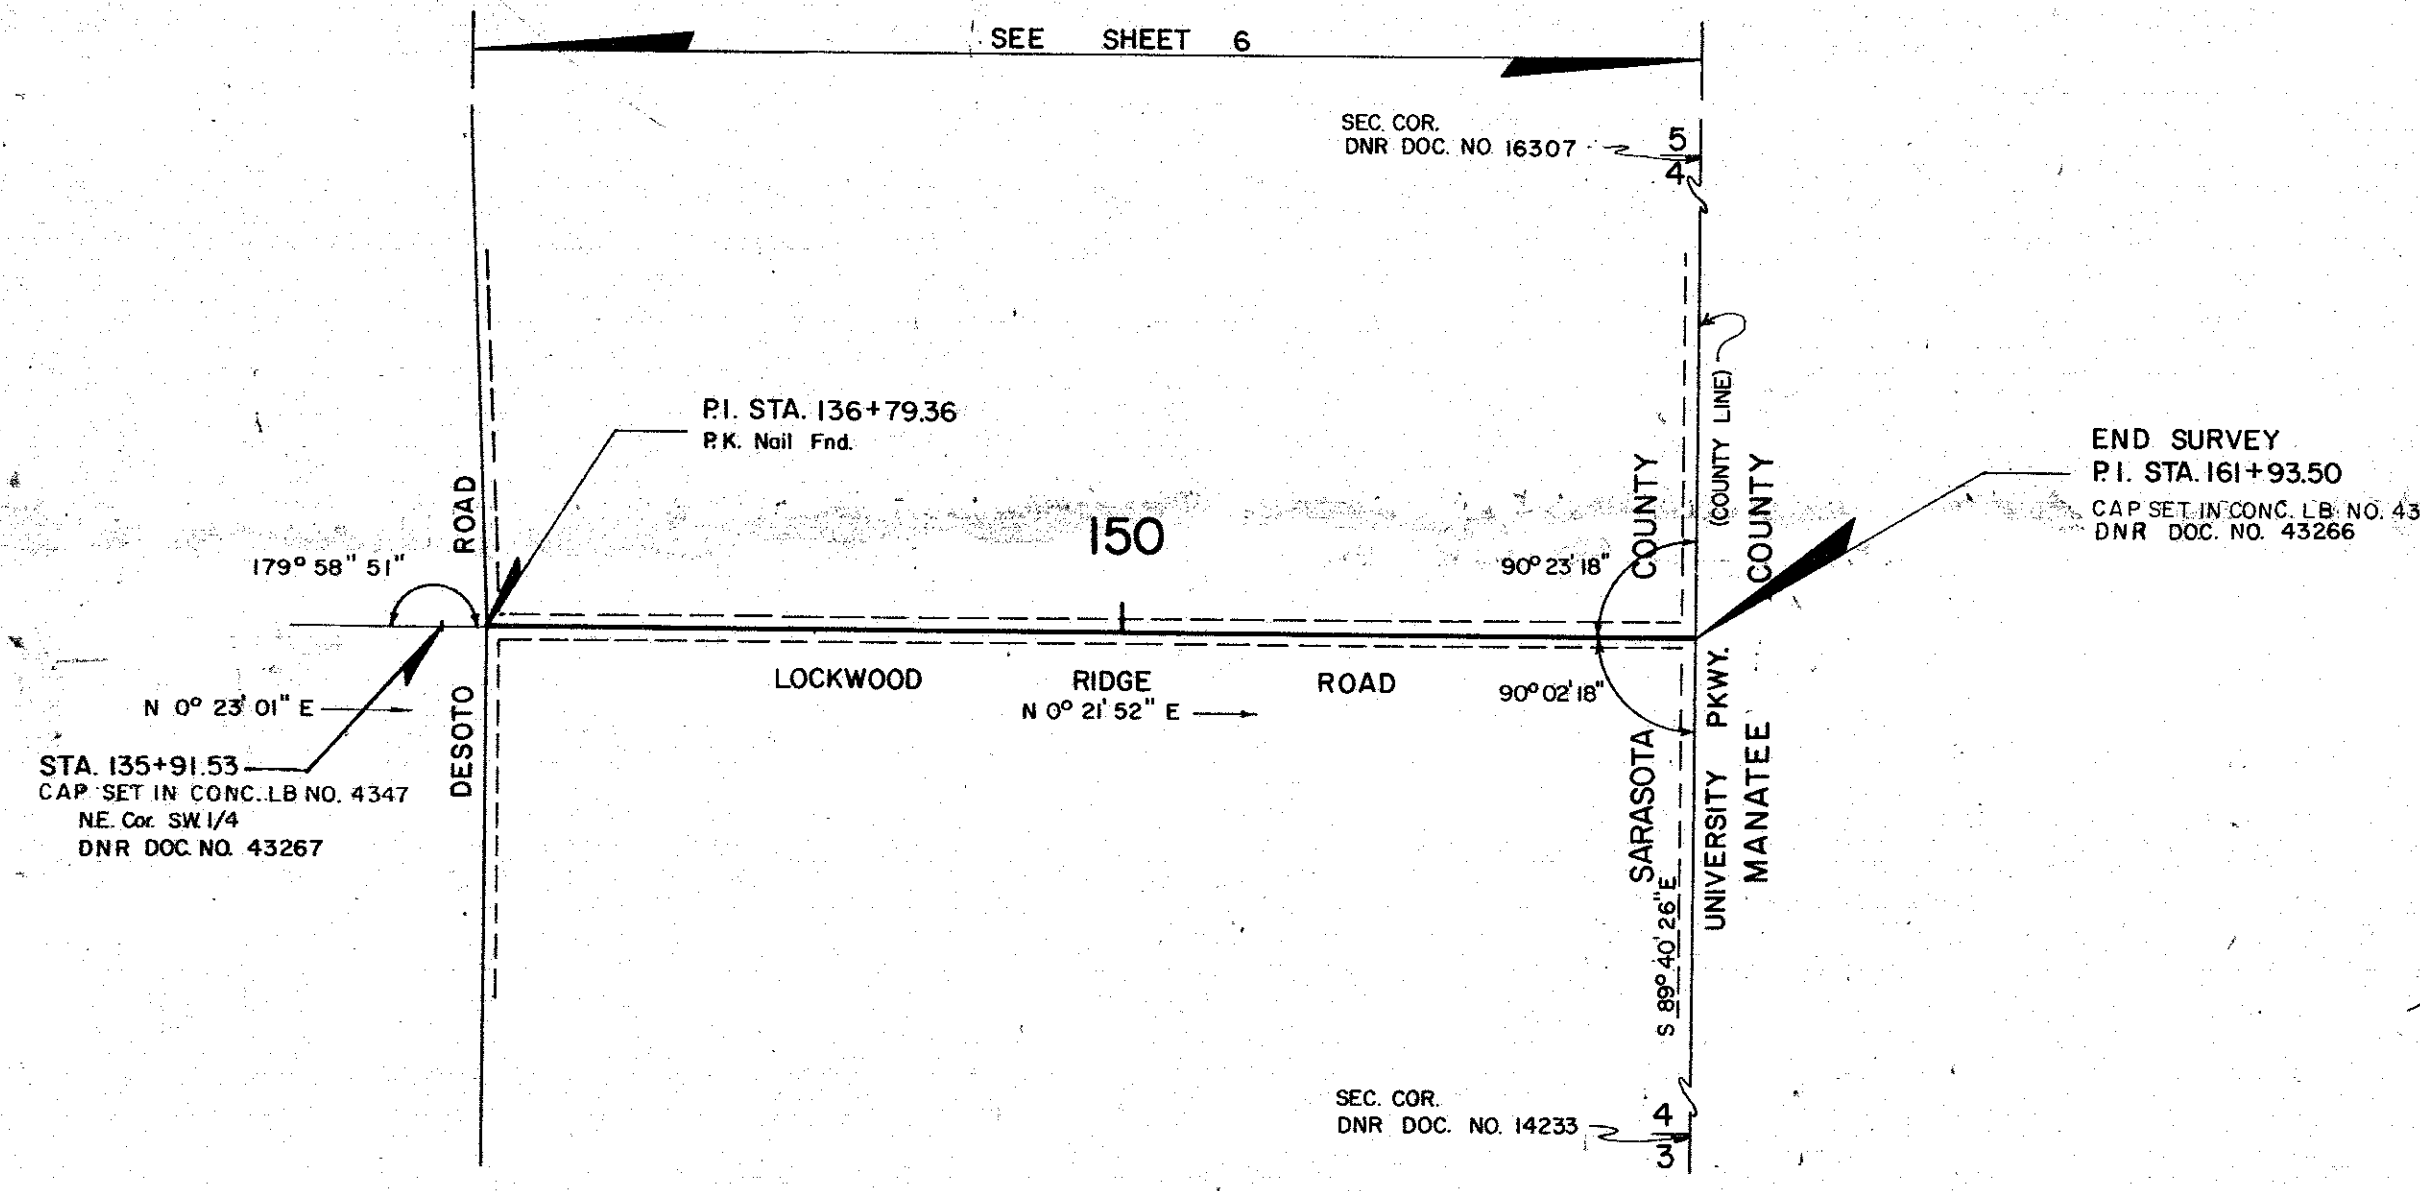 SEE SHEET 6
SEC. COR.
DNR DOC. NO. 16307
5
4
P.I. STA. 136+79.36
P.K. Nail Fnd.
ROAD
179° 58" 51"
150
90° 23' 18"
COUNTY
(COUNTY LINE)
COUNTY
END SURVEY
P.I. STA. 161+93.50
CAP SET IN CONC. LB NO. 43
DNR DOC. NO. 43266
LOCKWOOD RIDGE ROAD
N 0° 21' 52" E
90° 02' 18"
N 0° 23' 01" E
DESOTO
STA. 135+91.53
CAP SET IN CONC. LB NO. 4347
N.E. Cor. S.W. 1/4
DNR DOC. NO. 43267
SARASOTA
UNIVERSITY PKWY.
MANATEE
S 89° 40' 26" E
SEC. COR.
DNR DOC. NO. 14233
4
3